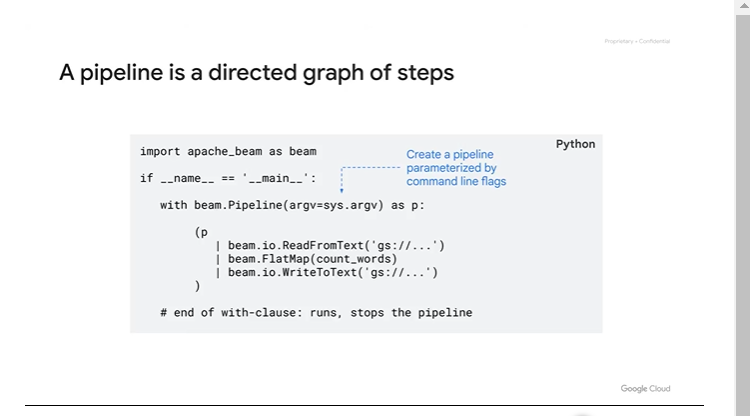 Proprietary + Confidential
A pipeline is a directed graph of steps
Python
import apache_beam as beam
Create a pipeline
parameterized by
command line flags
if __name__ == '__main__':
with beam.Pipeline(argv=sys.argv) as p:
(p
| beam.io.ReadFromText('gs://...')
| beam.FlatMap(count_words)
| beam.io.WriteToText('gs://...')
)
# end of with-clause: runs, stops the pipeline
Google Cloud